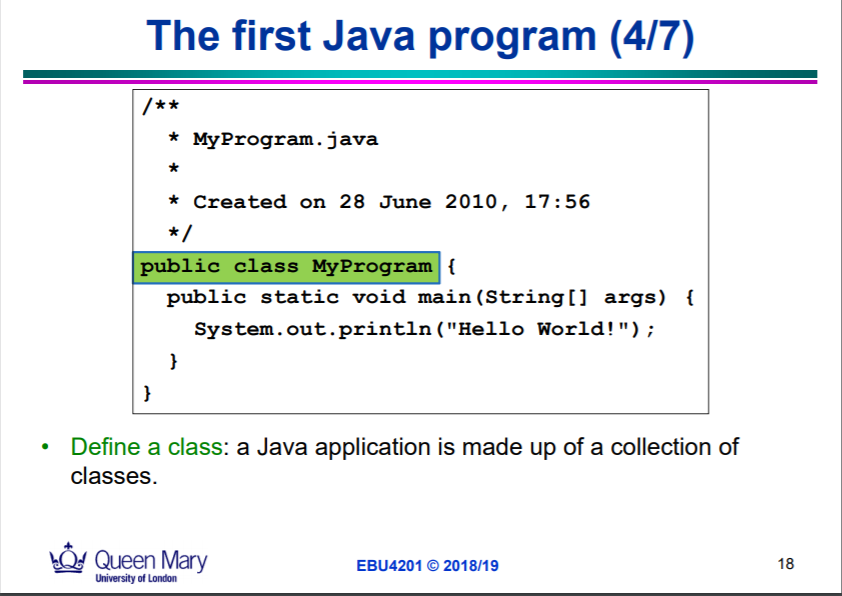 The first Java program (4/7)
/**
* MyProgram.java
*
* Created on 28 June 2010, 17:56
*/
public class MyProgram {
public static void main(String[] args) {
System.out.println("Hello World!");
}
}
• Define a class: a Java application is made up of a collection of
classes.
Queen Mary
University of London
EBU4201 © 2018/19
18